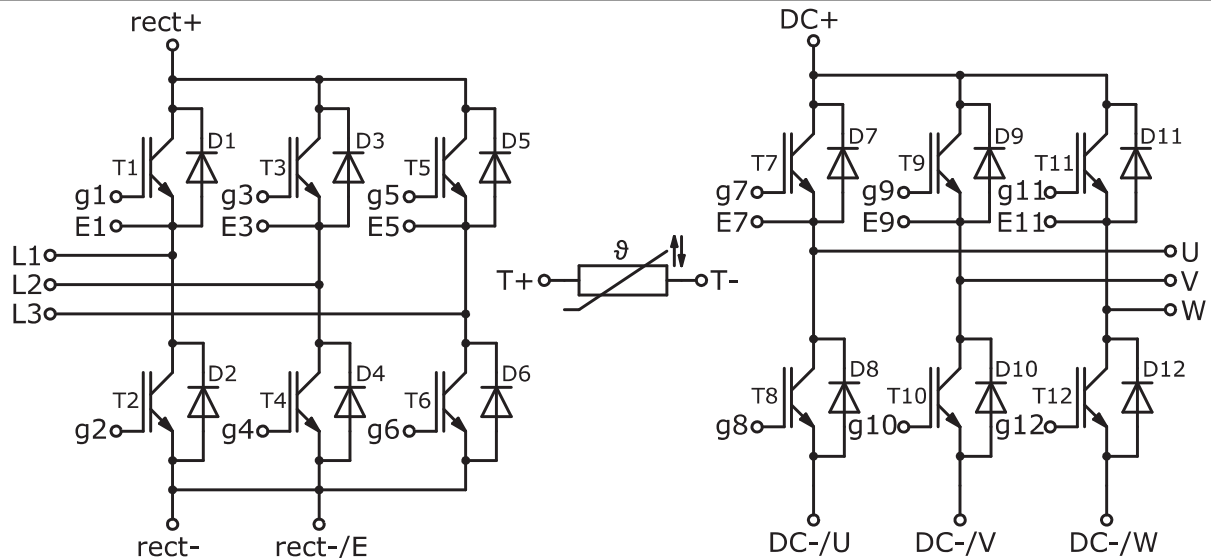 rect+
DC+
T1 D1 T3 D3 T5 D5
g1 g3 g5
E1 E3 E5
L1
L2
L3
T2 D2 T4 D4 T6 D6
g2 g4 g6
rect- rect-/E
ϑ
T+ T-
T7 D7 T9 D9 T11 D11
g7 g9 g11
E7 E9 E11
U
V
W
T8 D8 T10 D10 T12 D12
g8 g10 g12
DC-/U DC-/V DC-/W